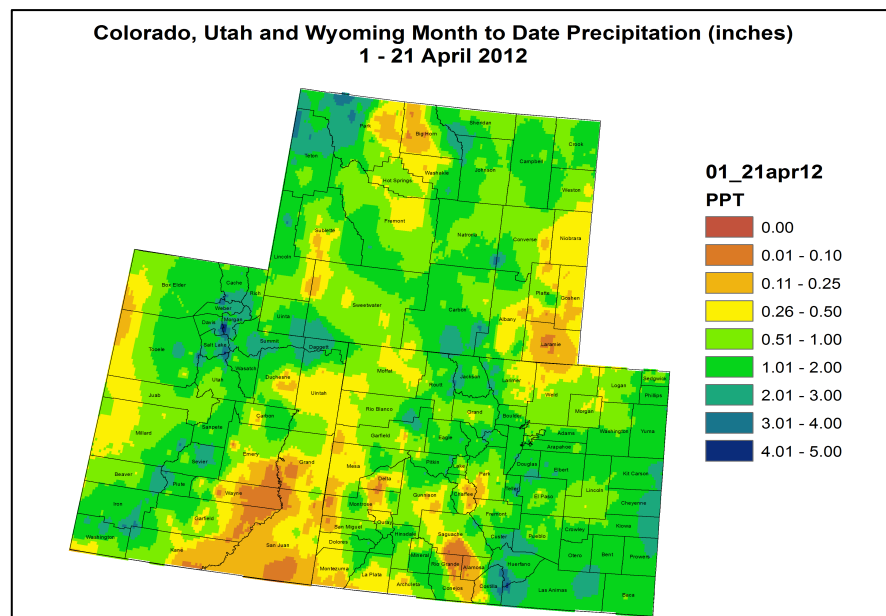 Colorado, Utah and Wyoming Month to Date Precipitation (inches)
1 - 21 April 2012
Park
Big Horn
Sheridan
Crook
Campbell
Johnson
Teton
Washakie
Hot Springs
Weston
Fremont
Sublette
Natrona
Converse
Niobrara
Lincoln
Platte
Goshen
Sweetwater
Carbon
Albany
Laramie
Uinta
Box Elder
Cache
Rich
Weber
Morgan
Davis
Salt Lake
Summit
Daggett
Tooele
Wasatch
Duchesne
Utah
Uintah
Juab
Carbon
Sanpete
Millard
Emery
Grand
Sevier
Beaver
Piute
Wayne
Iron
Garfield
Washington
Kane
San Juan
Moffat
Routt
Jackson
Larimer
Weld
Logan
Sedgwick
Phillips
Rio Blanco
Grand
Boulder
Morgan
Washington
Yuma
Garfield
Eagle
Adams
Arapahoe
Mesa
Pitkin
Lake
Park
Douglas
Elbert
Kit Carson
Delta
Gunnison
Chaffee
Teller
El Paso
Lincoln
Cheyenne
Montrose
Ouray
Fremont
Pueblo
Crowley
Kiowa
San Miguel
Hinsdale
Saguache
Custer
Dolores
Mineral
Rio Grande
Alamosa
Huerfano
Otero
Bent
Prowers
Montezuma
La Plata
Archuleta
Conejos
Costilla
Las Animas
Baca
01_21apr12
PPT
0.00
0.01 - 0.10
0.11 - 0.25
0.26 - 0.50
0.51 - 1.00
1.01 - 2.00
2.01 - 3.00
3.01 - 4.00
4.01 - 5.00